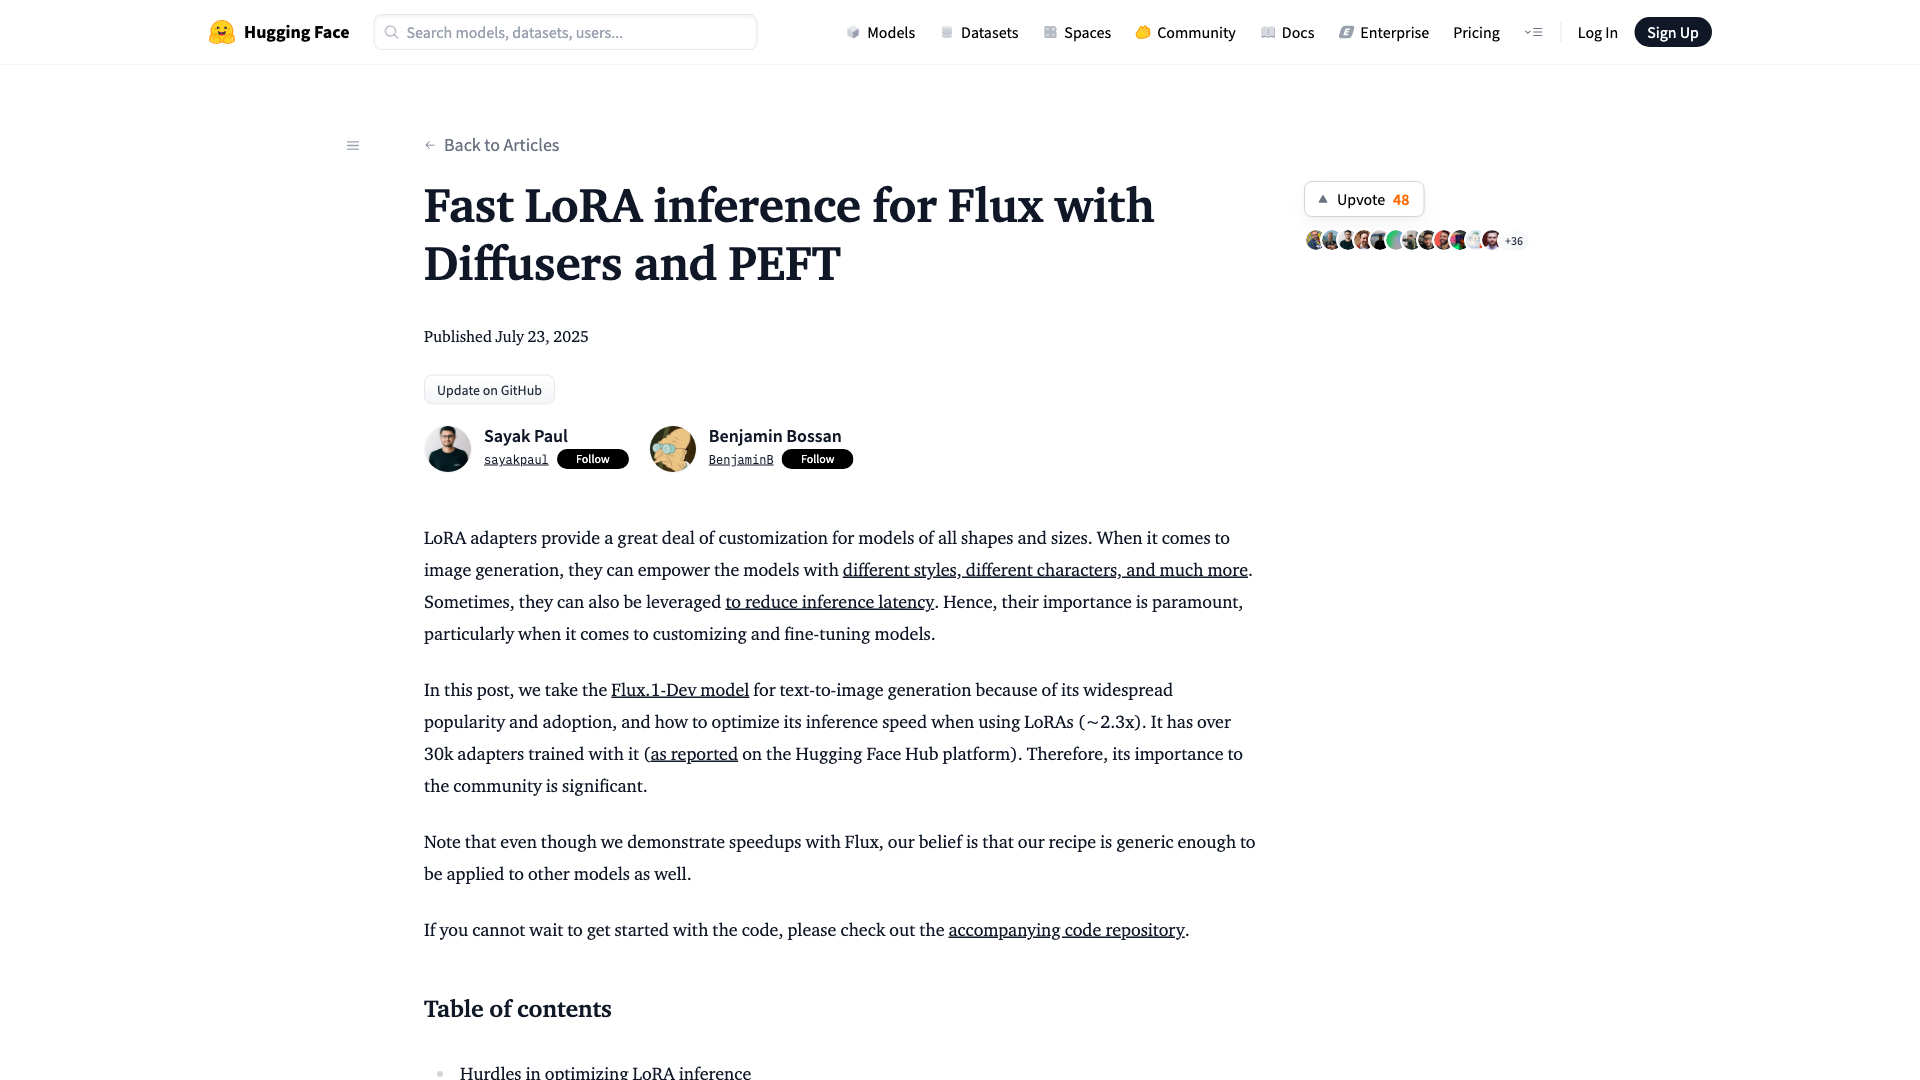 Hugging Face
Search models, datasets, users...
Models
Datasets
Spaces
Community
Docs
Enterprise
Pricing
Log In
Sign Up
Back to Articles
Fast LoRA inference for Flux with
Diffusers and PEFT
Upvote 48
+36
Published July 23, 2025
Update on GitHub
Sayak Paul
sayakpaul
Follow
Benjamin Bossan
BenjaminB
Follow
LoRA adapters provide a great deal of customization for models of all shapes and sizes. When it comes to
image generation, they can empower the models with different styles, different characters, and much more.
Sometimes, they can also be leveraged to reduce inference latency. Hence, their importance is paramount,
particularly when it comes to customizing and fine-tuning models.
In this post, we take the Flux.1-Dev model for text-to-image generation because of its widespread
popularity and adoption, and how to optimize its inference speed when using LoRAs (~2.3x). It has over
30k adapters trained with it (as reported on the Hugging Face Hub platform). Therefore, its importance to
the community is significant.
Note that even though we demonstrate speedups with Flux, our belief is that our recipe is generic enough to
be applied to other models as well.
If you cannot wait to get started with the code, please check out the accompanying code repository.
Table of contents
Hurdles in optimizing LoRA inference